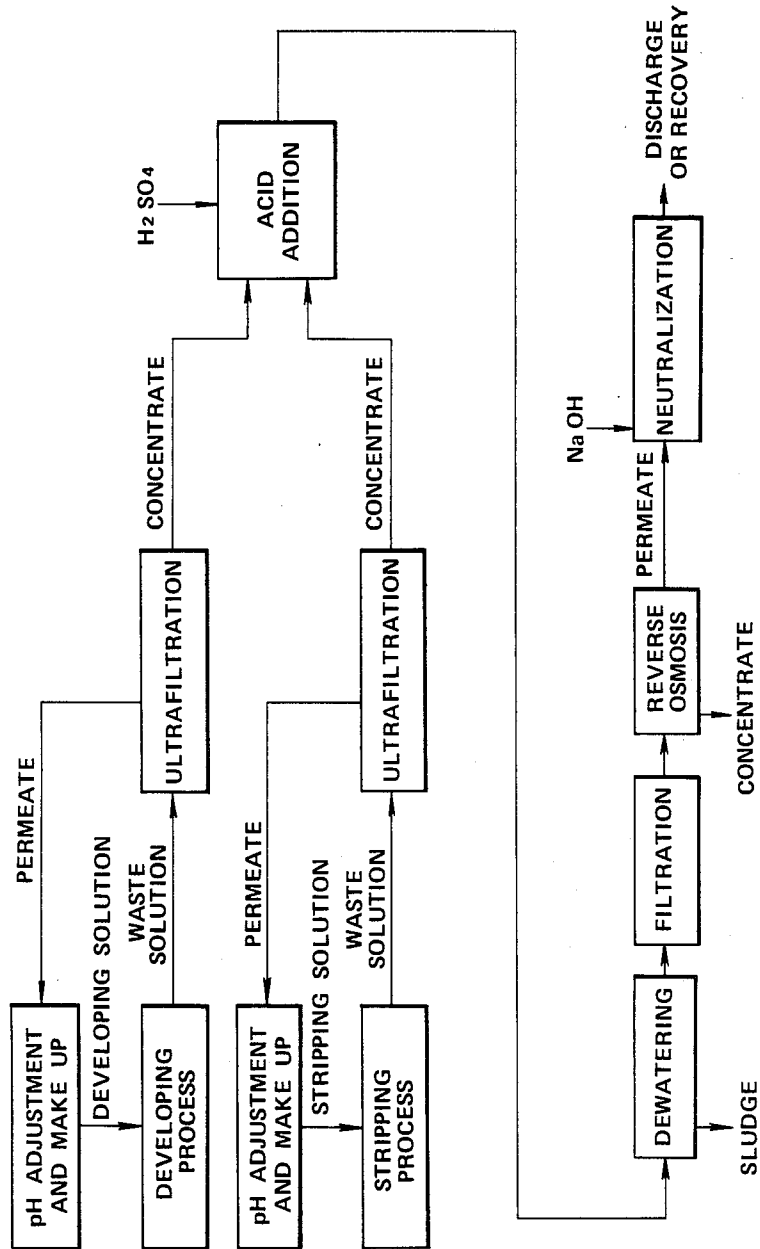 PERMEATE
pH ADJUSTMENT
AND MAKE UP
DEVELOPING SOLUTION
DEVELOPING
PROCESS
WASTE
SOLUTION
ULTRAFILTRATION
CONCENTRATE
PERMEATE
pH ADJUSTMENT
AND MAKE UP
STRIPPING SOLUTION
STRIPPING
PROCESS
WASTE
SOLUTION
ULTRAFILTRATION
CONCENTRATE
H2 SO4
ACID
ADDITION
DEWATERING
SLUDGE
FILTRATION
REVERSE
OSMOSIS
CONCENTRATE
PERMEATE
NaOH
NEUTRALIZATION
DISCHARGE
OR RECOVERY